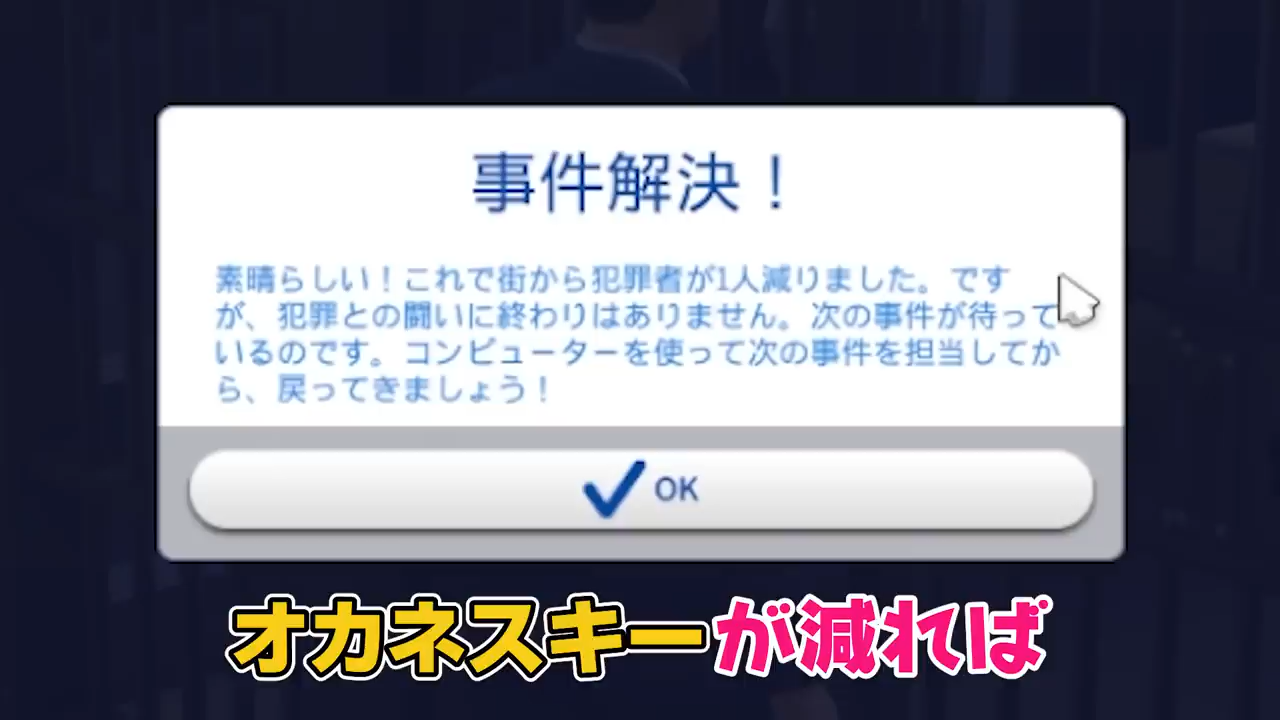 事件解決！
素晴らしい！これで街から犯罪者が1人減りました。です
が、犯罪との闘いに終わりはありません。次の事件が待って
いるのです。コンピューターを使って次の事件を担当してか
ら、戻ってきましょう！
OK
オカネスキーが減れば